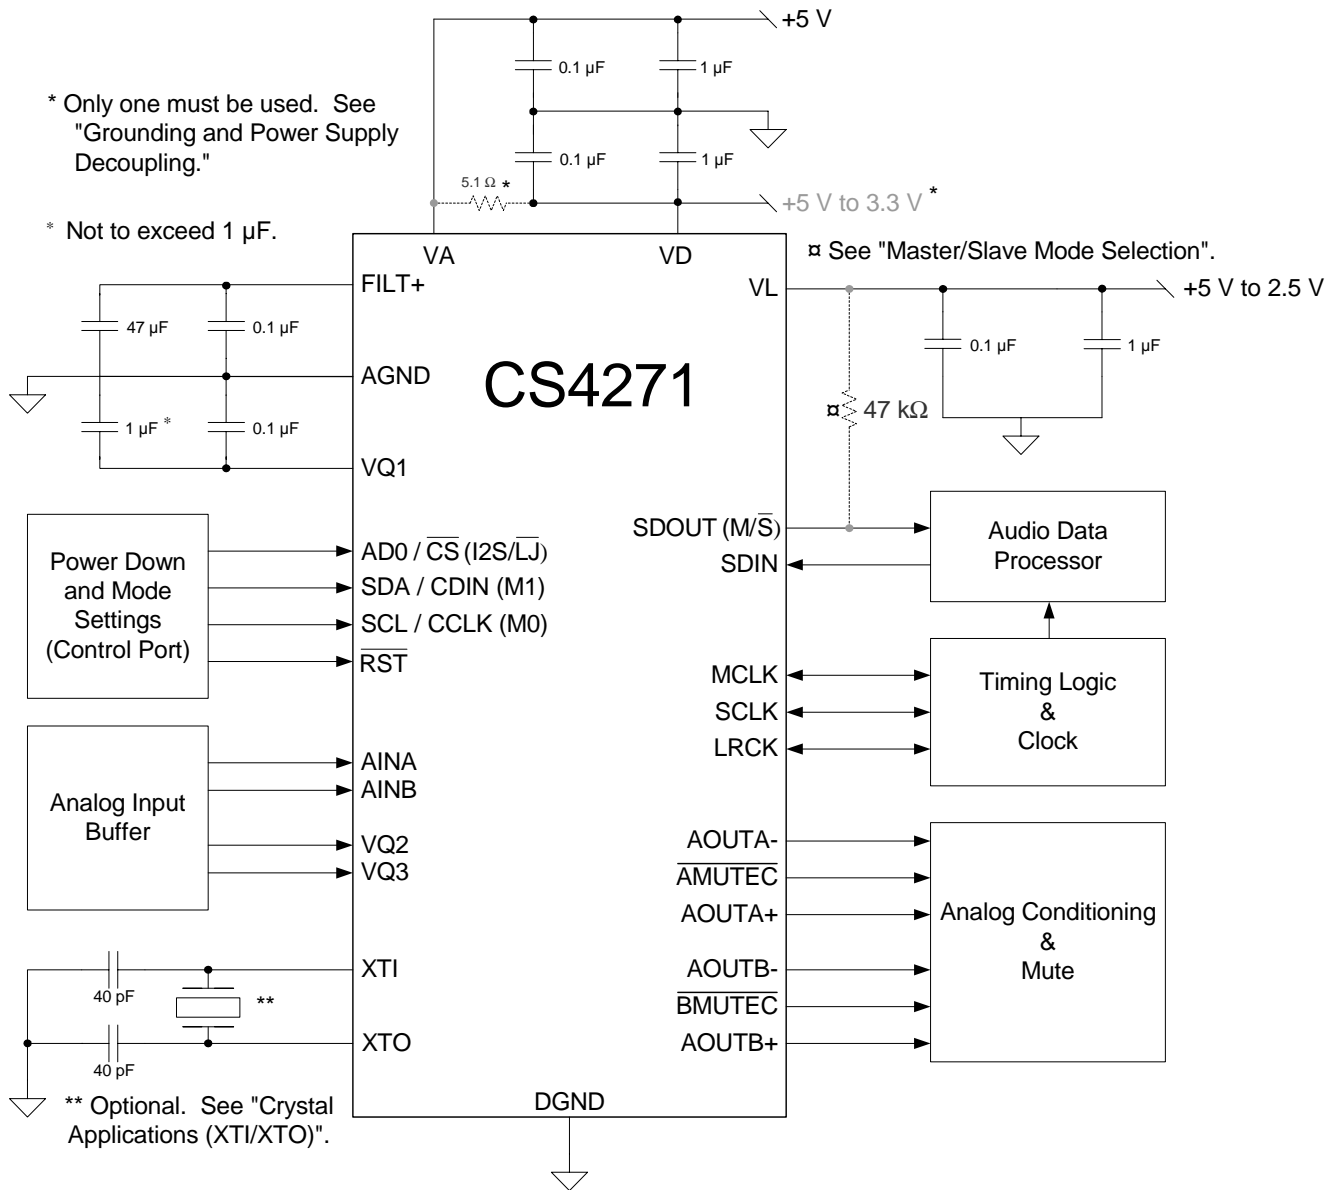 +5 V
0.1 µF
1 µF
* Only one must be used. See
"Grounding and Power Supply
Decoupling."
0.1 µF
1 µF
5.1 Ω *
+5 V to 3.3 V *
* Not to exceed 1 µF.
VA
VD
¤ See "Master/Slave Mode Selection".
FILT+
VL
+5 V to 2.5 V
47 µF
0.1 µF
0.1 µF
1 µF
AGND
CS4271
¤ 47 kΩ
1 µF *
0.1 µF
VQ1
Power Down
and Mode
Settings
(Control Port)
AD0 / C̅S̅ (I2S/L̅J̅)
SDA / CDIN (M1)
SCL / CCLK (M0)
R̅S̅T̅
SDOUT (M/S̅)
SDIN
Audio Data
Processor
MCLK
SCLK
LRCK
Timing Logic
&
Clock
Analog Input
Buffer
AINA
AINB
VQ2
VQ3
AOUTA-
A̅M̅U̅T̅E̅C̅
AOUTA+
AOUTB-
B̅M̅U̅T̅E̅C̅
AOUTB+
Analog Conditioning
&
Mute
XTI
40 pF
**
XTO
40 pF
** Optional. See "Crystal
Applications (XTI/XTO)".
DGND